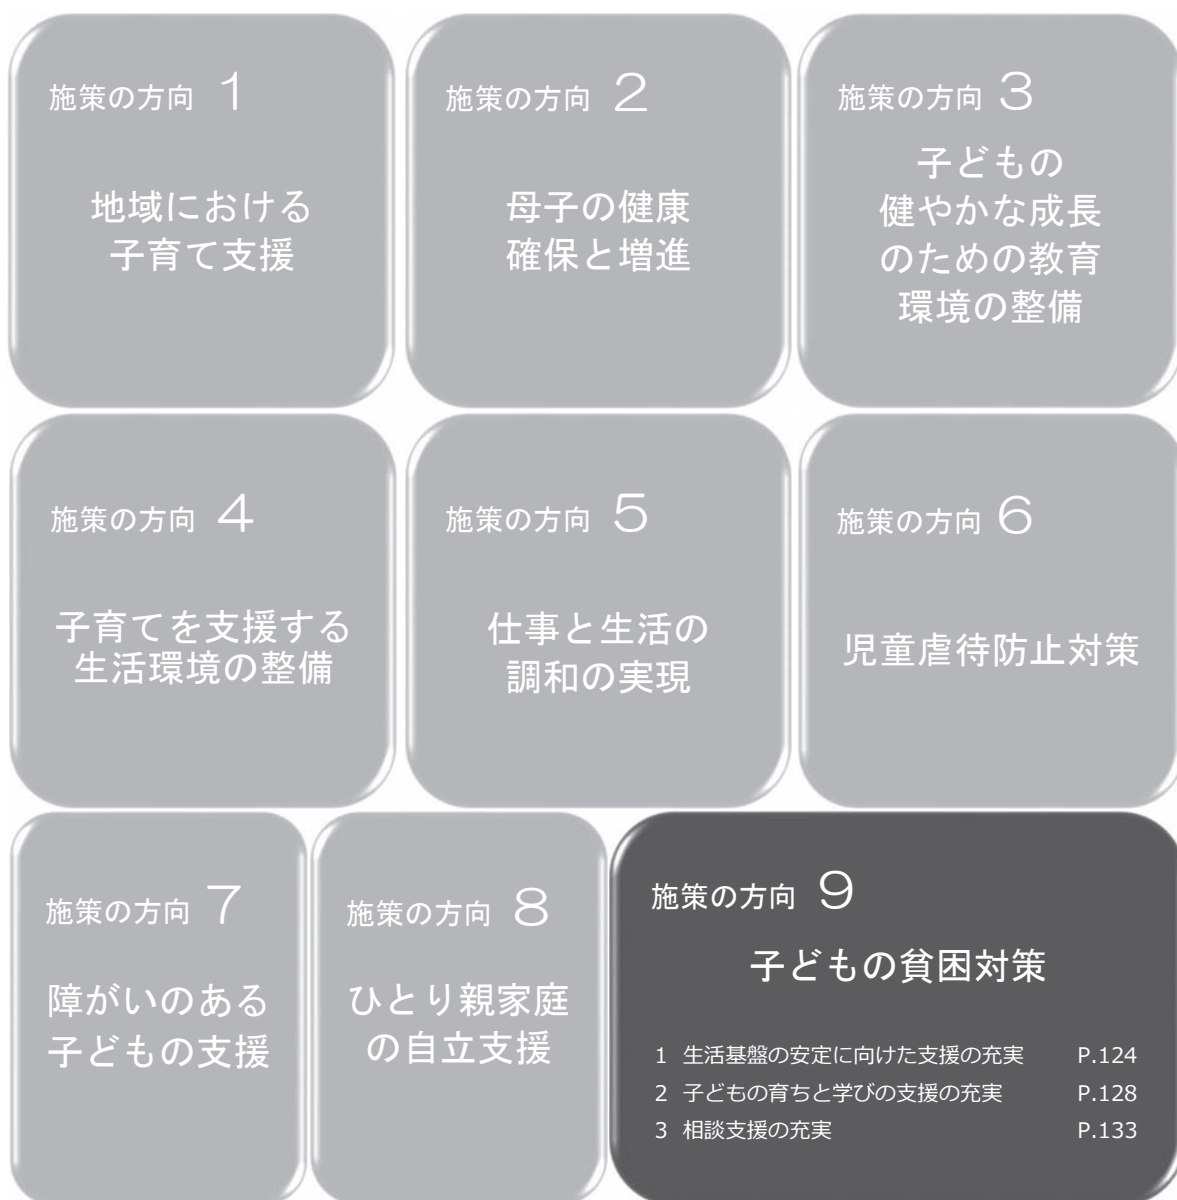 施策の方向 1
地域における
子育て支援
施策の方向 2
母子の健康
確保と増進
施策の方向 3
子どもの
健やかな成長
のための教育
環境の整備
施策の方向 4
子育てを支援する
生活環境の整備
施策の方向 5
仕事と生活の
調和の実現
施策の方向 6
児童虐待防止対策
施策の方向 7
障がいのある
子どもの支援
施策の方向 8
ひとり親家庭
の自立支援
施策の方向 9
子どもの貧困対策
1 生活基盤の安定に向けた支援の充実 P.124
2 子どもの育ちと学びの支援の充実 P.128
3 相談支援の充実 P.133